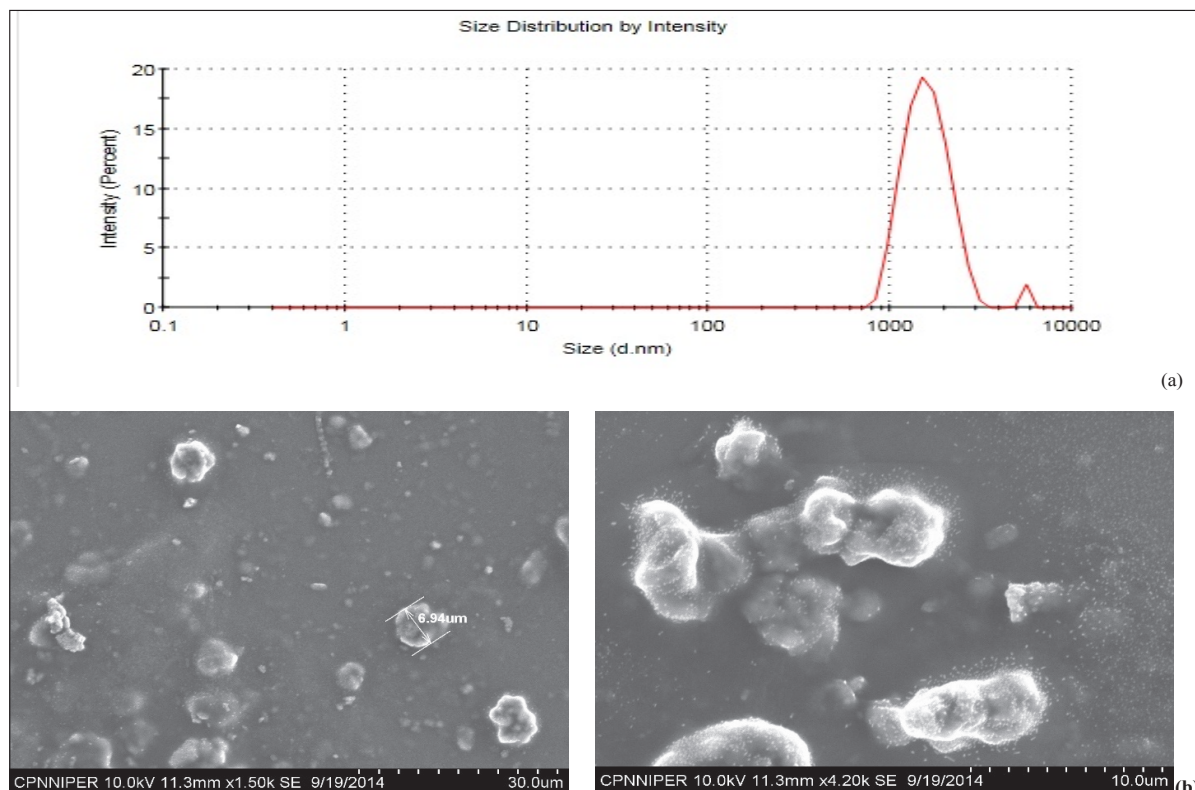 Size Distribution by Intensity
20
15
10
5
0
Intensity (Percent)
0.1 1 10 100 1000 10000
Size (d.nm)
(a)
6.94um
CPNNIPER 10.0kV 11.3mm x1.50k SE 9/19/2014 30.0um
CPNNIPER 10.0kV 11.3mm x4.20k SE 9/19/2014 10.0um
(b)